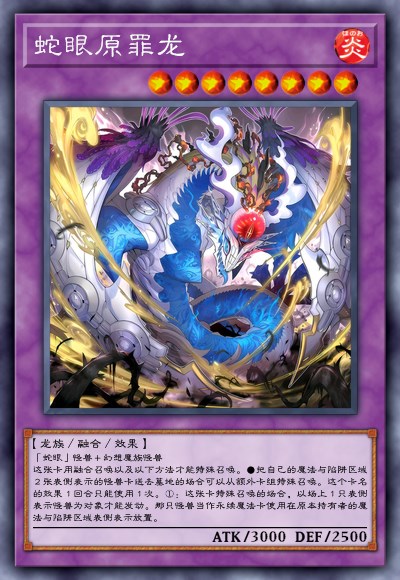 蛇眼原罪龙
ほのお
炎
【龙族／融合／效果】
「蛇眼」怪兽＋幻想魔族怪兽
这张卡用融合召唤以及以下方法才能特殊召唤。●把自己的魔法与陷阱区域
2张表侧表示的怪兽卡送去墓地的场合可以从额外卡组特殊召唤。这个卡名
的效果1回合只能使用1次。①：这张卡特殊召唤的场合，以场上1只表侧
表示怪兽为对象才能发动。那只怪兽当作永续魔法卡使用在原本持有者的魔
法与陷阱区域表侧表示放置。
ATK/3000 DEF/2500